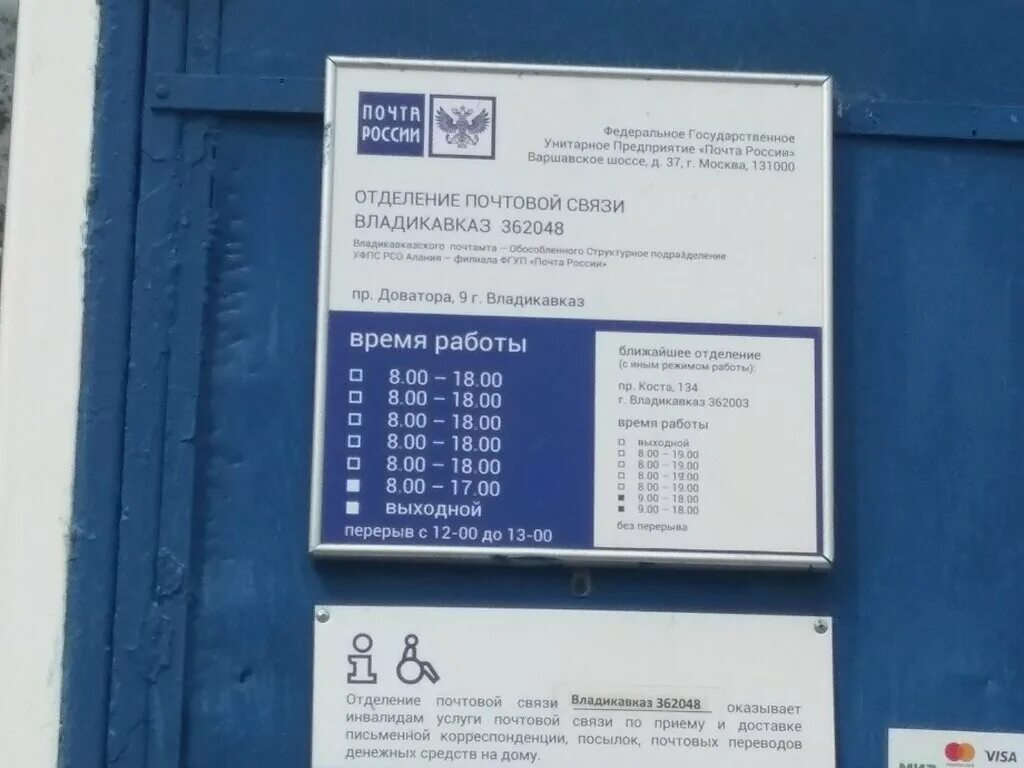 ПОЧТА
РОССИИ
Федеральное Государственное
Унитарное Предприятие «Почта России»
Варшавское шоссе, д. 37, г. Москва, 131000
ОТДЕЛЕНИЕ ПОЧТОВОЙ СВЯЗИ
ВЛАДИКАВКАЗ 362048
Владикавказского почтамта – Обособленного Структурное подразделение
УФПС РСО Алания – филиала ФГУП «Почта России»
пр. Доватора, 9 г. Владикавказ
время работы
8.00 – 18.00
8.00 – 18.00
8.00 – 18.00
8.00 – 18.00
8.00 – 18.00
8.00 – 17.00
выходной
перерыв с 12-00 до 13-00
ближайшее отделение
(с иным режимом работы):
пр. Коста, 134
г. Владикавказ 362003
время работы
выходной
8.00 – 19.00
8.00 – 19.00
8.00 – 19.00
8.00 – 19.00
9.00 – 18.00
9.00 – 18.00
без перерыва
Отделение почтовой связи Владикавказ 362048 оказывает
инвалидам услуги почтовой связи по приему и доставке
письменной корреспонденции, посылок, почтовых переводов
денежных средств на дому.
МИР
VISA